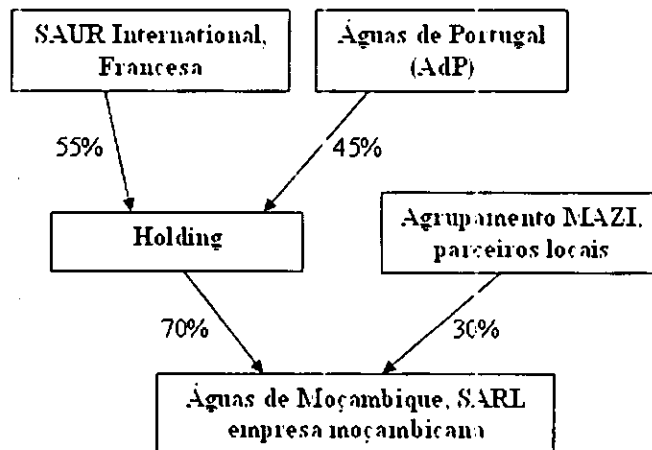 SAUR International,
Francesa
Águas de Portugal
(AdP)
55%
45%
Holding
Agrupamento MAZI,
parceiros locais
70%
30%
Águas de Moçambique, SARL
empresa moçambicana